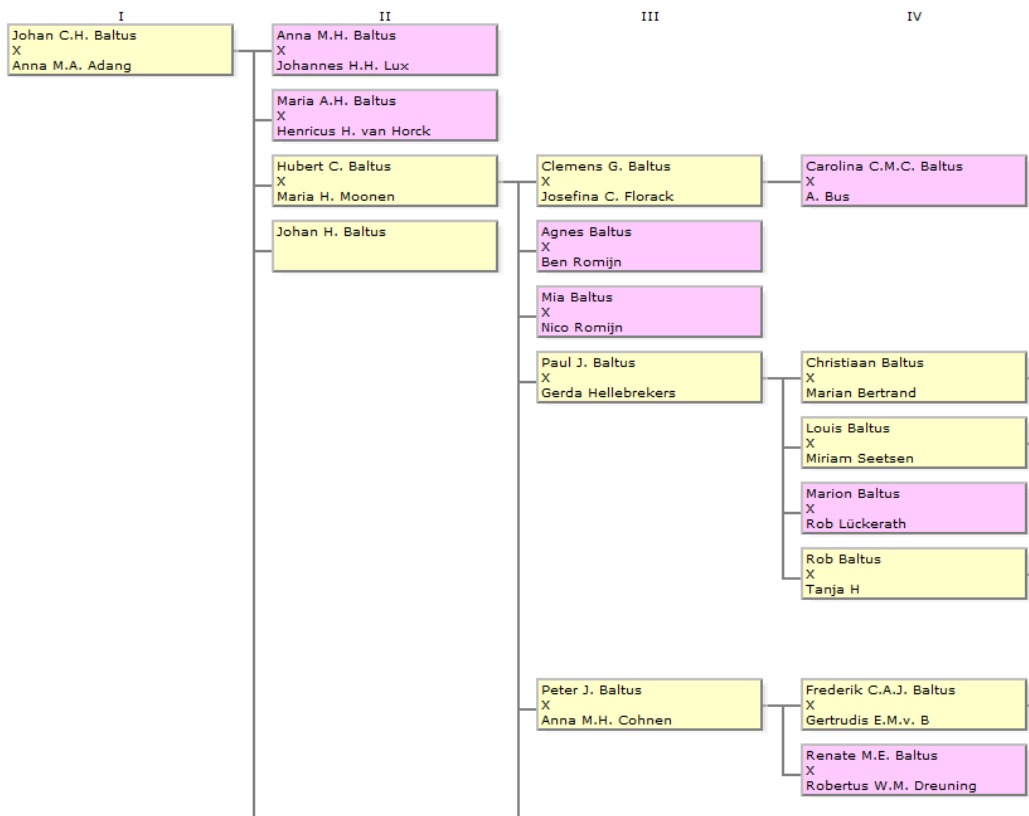 I
II
III
IV
Johan C.H. Baltus
X
Anna M.A. Adang
Anna M.H. Baltus
X
Johannes H.H. Lux
Maria A.H. Baltus
X
Henricus H. van Horck
Hubert C. Baltus
X
Maria H. Moonen
Johan H. Baltus
Clemens G. Baltus
X
Josefina C. Florack
Agnes Baltus
X
Ben Romijn
Mia Baltus
X
Nico Romijn
Paul J. Baltus
X
Gerda Hellebrekers
Peter J. Baltus
X
Anna M.H. Cohnen
Carolina C.M.C. Baltus
X
A. Bus
Christiaan Baltus
X
Marian Bertrand
Louis Baltus
X
Miriam Seetsen
Marion Baltus
X
Rob Lückerath
Rob Baltus
X
Tanja H
Frederik C.A.J. Baltus
X
Gertrudis E.M.v. B
Renate M.E. Baltus
X
Robertus W.M. Dreuning